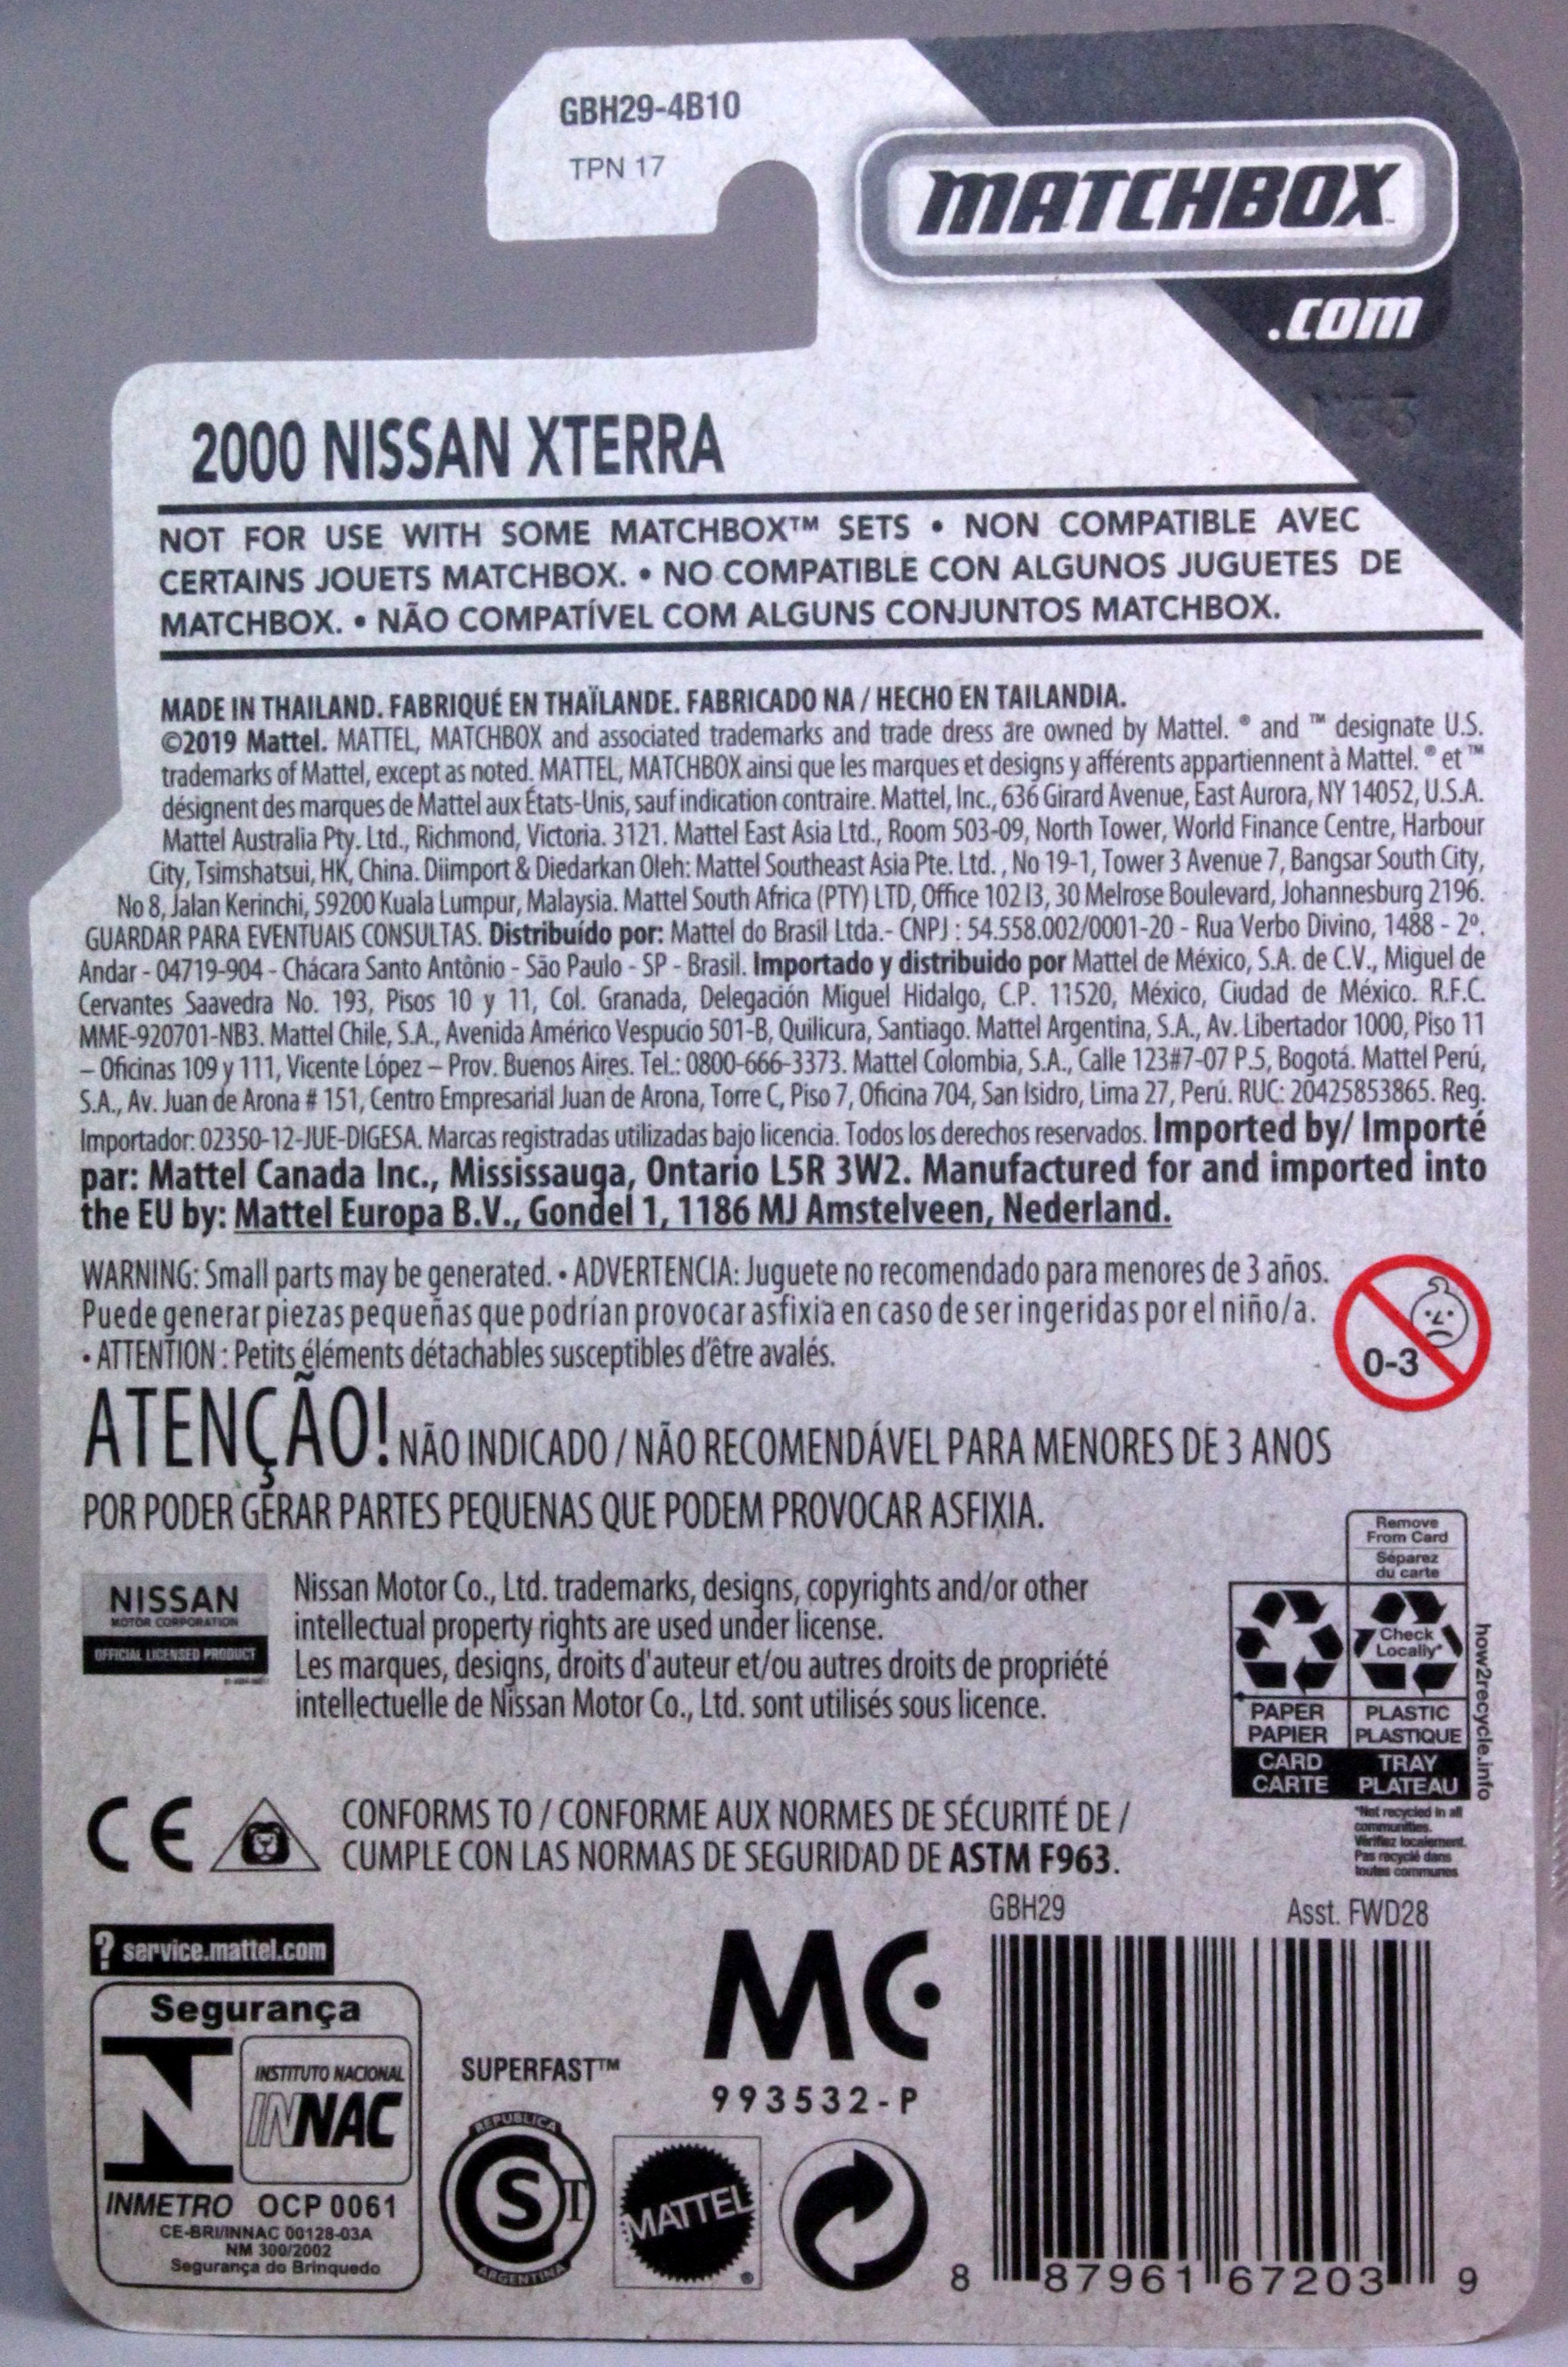 GBH29-4B10
TPN 17
MATCHBOX
.com
2000 NISSAN XTERRA
NOT FOR USE WITH SOME MATCHBOX™ SETS • NON COMPATIBLE AVEC
CERTAINS JOUETS MATCHBOX. • NO COMPATIBLE CON ALGUNOS JUGUETES DE
MATCHBOX. • NÃO COMPATÍVEL COM ALGUNS CONJUNTOS MATCHBOX.
MADE IN THAILAND. FABRIQUÉ EN THAÏLANDE. FABRICADO NA / HECHO EN TAILANDIA.
©2019 Mattel. MATTEL, MATCHBOX and associated trademarks and trade dress are owned by Mattel. ® and ™ designate U.S.
trademarks of Mattel, except as noted. MATTEL, MATCHBOX ainsi que les marques et designs y afférents appartiennent à Mattel. ® et ™
désignent des marques de Mattel aux États-Unis, sauf indication contraire. Mattel, Inc., 636 Girard Avenue, East Aurora, NY 14052, U.S.A.
Mattel Australia Pty. Ltd., Richmond, Victoria. 3121. Mattel East Asia Ltd., Room 503-09, North Tower, World Finance Centre, Harbour
City, Tsimshatsui, HK, China. Diimport & Diedarkan Oleh: Mattel Southeast Asia Pte. Ltd. , No 19-1, Tower 3 Avenue 7, Bangsar South City,
No 8, Jalan Kerinchi, 59200 Kuala Lumpur, Malaysia. Mattel South Africa (PTY) LTD, Office 102 I3, 30 Melrose Boulevard, Johannesburg 2196.
GUARDAR PARA EVENTUAIS CONSULTAS. Distribuído por: Mattel do Brasil Ltda.- CNPJ : 54.558.002/0001-20 - Rua Verbo Divino, 1488 - 2º.
Andar - 04719-904 - Chácara Santo Antônio - São Paulo - SP - Brasil. Importado y distribuido por Mattel de México, S.A. de C.V., Miguel de
Cervantes Saavedra No. 193, Pisos 10 y 11, Col. Granada, Delegación Miguel Hidalgo, C.P. 11520, México, Ciudad de México. R.F.C.
MME-920701-NB3. Mattel Chile, S.A., Avenida Américo Vespucio 501-B, Quilicura, Santiago. Mattel Argentina, S.A., Av. Libertador 1000, Piso 11
– Oficinas 109 y 111, Vicente López – Prov. Buenos Aires. Tel.: 0800-666-3373. Mattel Colombia, S.A., Calle 123#7-07 P.5, Bogotá. Mattel Perú,
S.A., Av. Juan de Arona # 151, Centro Empresarial Juan de Arona, Torre C, Piso 7, Oficina 704, San Isidro, Lima 27, Perú. RUC: 20425853865. Reg.
Importador: 02350-12-JUE-DIGESA. Marcas registradas utilizadas bajo licencia. Todos los derechos reservados. Imported by/ Importé
par: Mattel Canada Inc., Mississauga, Ontario L5R 3W2. Manufactured for and imported into
the EU by: Mattel Europa B.V., Gondel 1, 1186 MJ Amstelveen, Nederland.
WARNING: Small parts may be generated. • ADVERTENCIA: Juguete no recomendado para menores de 3 años.
Puede generar piezas pequeñas que podrían provocar asfixia en caso de ser ingeridas por el niño/a.
• ATTENTION : Petits éléments détachables susceptibles d'être avalés.
0-3
ATENÇÃO! NÃO INDICADO / NÃO RECOMENDÁVEL PARA MENORES DE 3 ANOS
POR PODER GERAR PARTES PEQUENAS QUE PODEM PROVOCAR ASFIXIA.
NISSAN
MOTOR CORPORATION
OFFICIAL LICENSED PRODUCT
Nissan Motor Co., Ltd. trademarks, designs, copyrights and/or other
intellectual property rights are used under license.
Les marques, designs, droits d'auteur et/ou autres droits de propriété
intellectuelle de Nissan Motor Co., Ltd. sont utilisés sous licence.
Remove
From Card
Séparez
du carte
Check
Locally*
PAPER
PAPIER
PLASTIC
PLASTIQUE
CARD
CARTE
TRAY
PLATEAU
how2recycle.info
*Not recycled in all
communities.
Vérifiez localement.
Pas recyclé dans
toutes communes
CE
CONFORMS TO / CONFORME AUX NORMES DE SÉCURITÉ DE /
CUMPLE CON LAS NORMAS DE SEGURIDAD DE ASTM F963.
? service.mattel.com
Segurança
INSTITUTO NACIONAL
INNAC
INMETRO OCP 0061
CE-BRI/INNAC 00128-03A
NM 300/2002
Segurança do Brinquedo
SUPERFAST™
REPUBLICA
S T
ARGENTINA
MC
993532-P
MATTEL
®
GBH29
Asst. FWD28
8 87961 67203 9